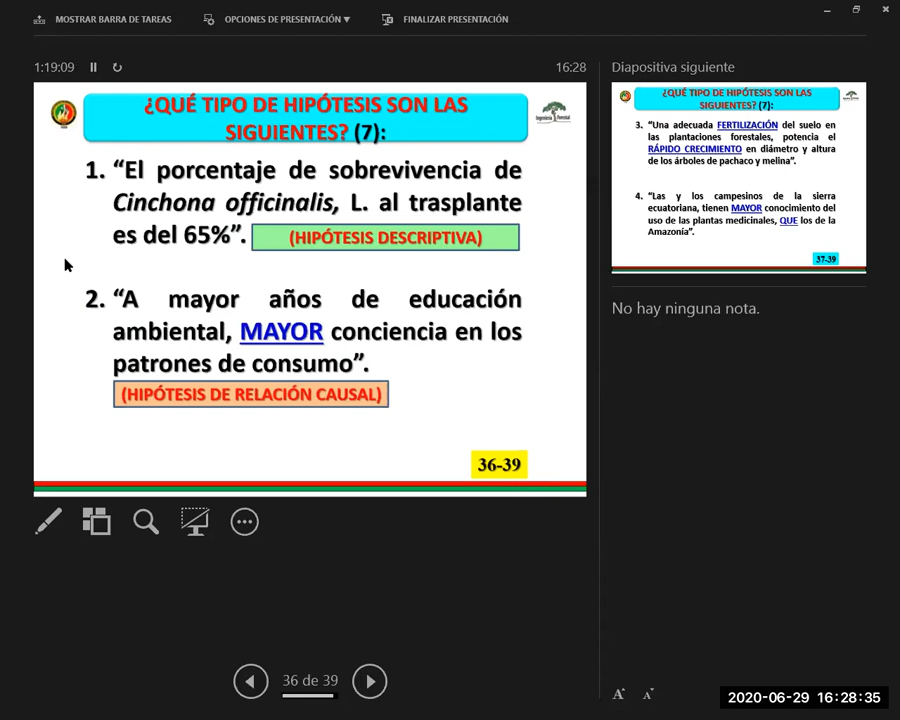 MOSTRAR BARRA DE TAREAS OPCIONES DE PRESENTACIÓN ▼ FINALIZAR PRESENTACIÓN
1:19:09 16:28 Diapositiva siguiente
¿QUÉ TIPO DE HIPÓTESIS SON LAS
SIGUIENTES? (7):
Ingeniería Forestal
1. “El porcentaje de sobrevivencia de
Cinchona officinalis, L. al trasplante
es del 65%”. (HIPÓTESIS DESCRIPTIVA)
2. “A mayor años de educación
ambiental, MAYOR conciencia en los
patrones de consumo”.
(HIPÓTESIS DE RELACIÓN CAUSAL)
36-39
¿QUÉ TIPO DE HIPÓTESIS SON LAS
SIGUIENTES? (7):
3. “Una adecuada FERTILIZACIÓN del suelo en
las plantaciones forestales, potencia el
RÁPIDO CRECIMIENTO en diámetro y altura
de los árboles de pachaco y melina”.
4. “Las y los campesinos de la sierra
ecuatoriana, tienen MAYOR conocimiento del
uso de las plantas medicinales, QUE los de la
Amazonía”.
37-39
No hay ninguna nota.
36 de 39
A A
2020-06-29 16:28:35